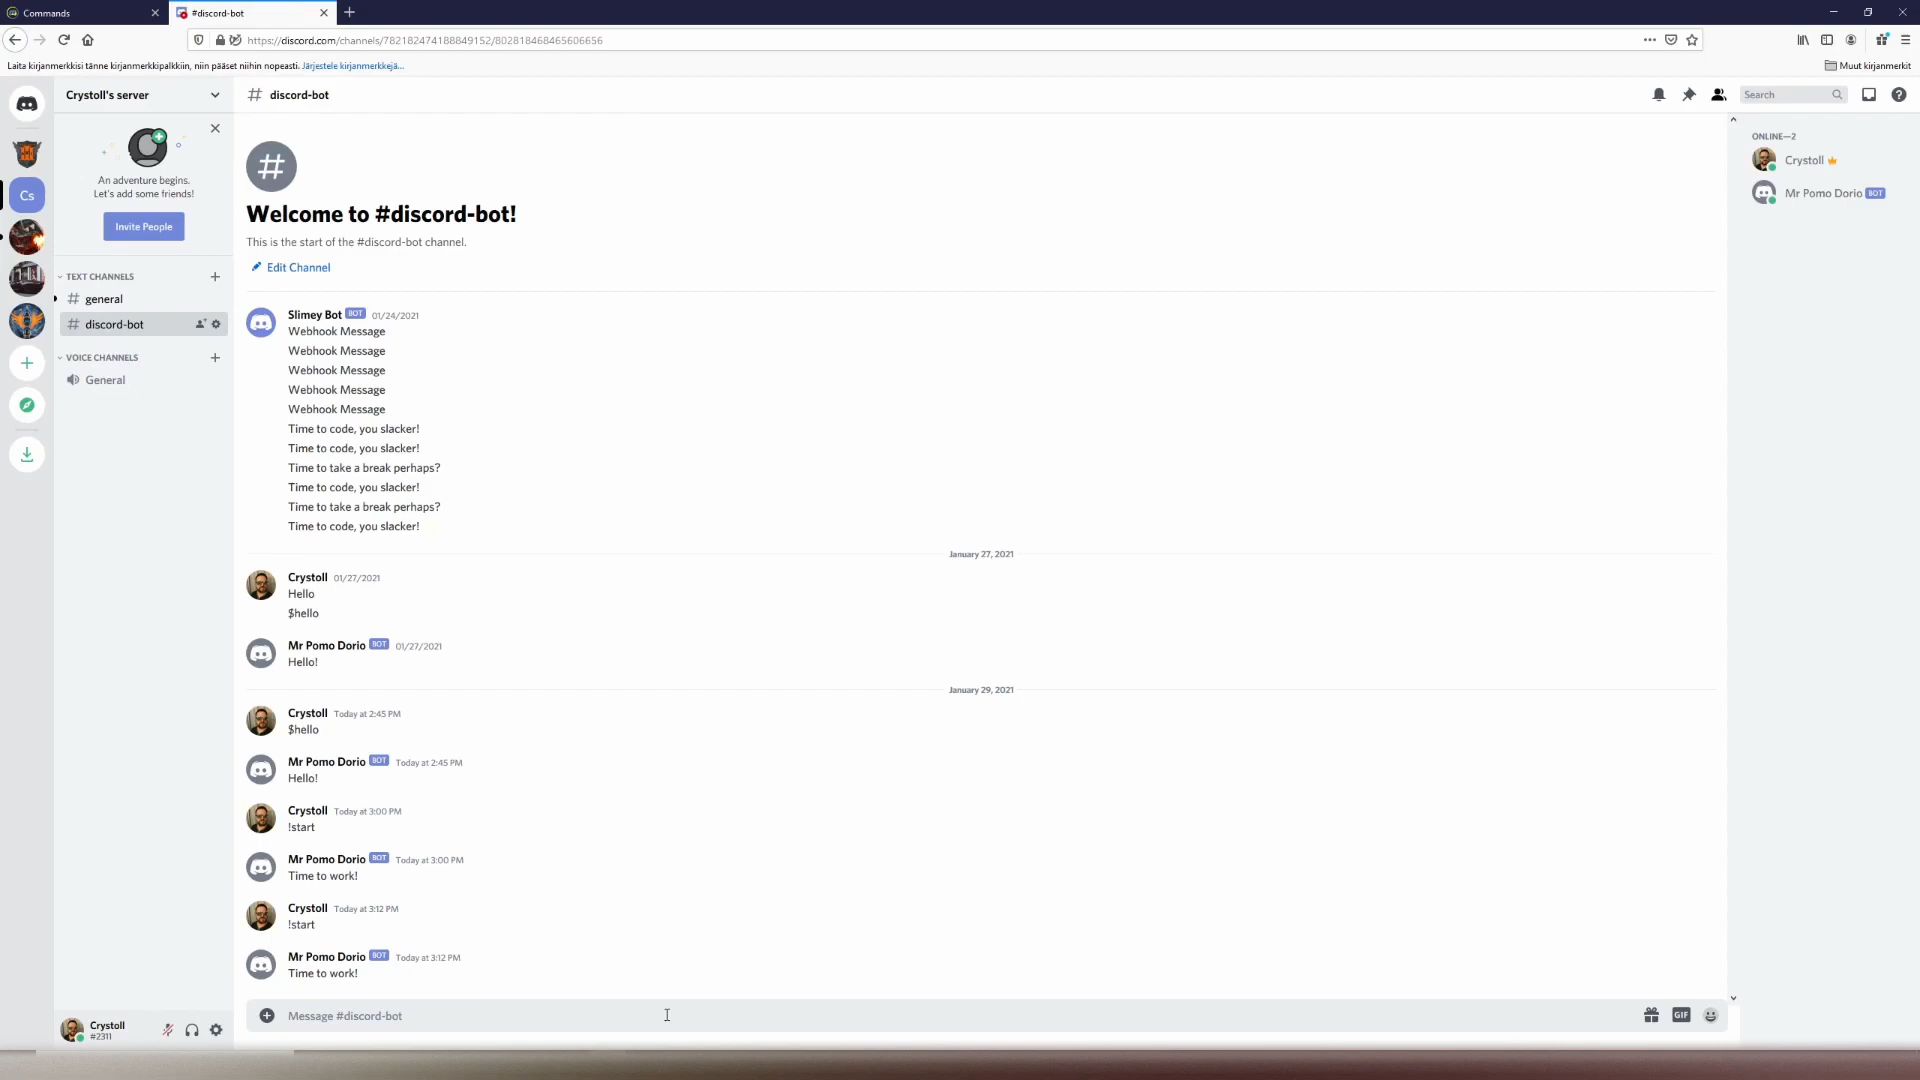 Commands
#discord-bot
https://discord.com/channels/782182474188849152/802818468465606656
Laita kirjanmerkkisi tänne kirjanmerkkipalkkiin, niin pääset niihin nopeasti. Järjestele kirjanmerkkejä...
Muut kirjanmerkit
Crystoll's server
# discord-bot
Search
An adventure begins.
Let's add some friends!
Invite People
TEXT CHANNELS
# general
# discord-bot
VOICE CHANNELS
General
Cs
Welcome to #discord-bot!
This is the start of the #discord-bot channel.
Edit Channel
Slimey Bot BOT 01/24/2021
Webhook Message
Webhook Message
Webhook Message
Webhook Message
Webhook Message
Time to code, you slacker!
Time to code, you slacker!
Time to take a break perhaps?
Time to code, you slacker!
Time to take a break perhaps?
Time to code, you slacker!
January 27, 2021
Crystoll 01/27/2021
Hello
$hello
Mr Pomo Dorio BOT 01/27/2021
Hello!
January 29, 2021
Crystoll Today at 2:45 PM
$hello
Mr Pomo Dorio BOT Today at 2:45 PM
Hello!
Crystoll Today at 3:00 PM
!start
Mr Pomo Dorio BOT Today at 3:00 PM
Time to work!
Crystoll Today at 3:12 PM
!start
Mr Pomo Dorio BOT Today at 3:12 PM
Time to work!
Message #discord-bot
GIF
ONLINE—2
Crystoll
Mr Pomo Dorio BOT
Crystoll
#2311